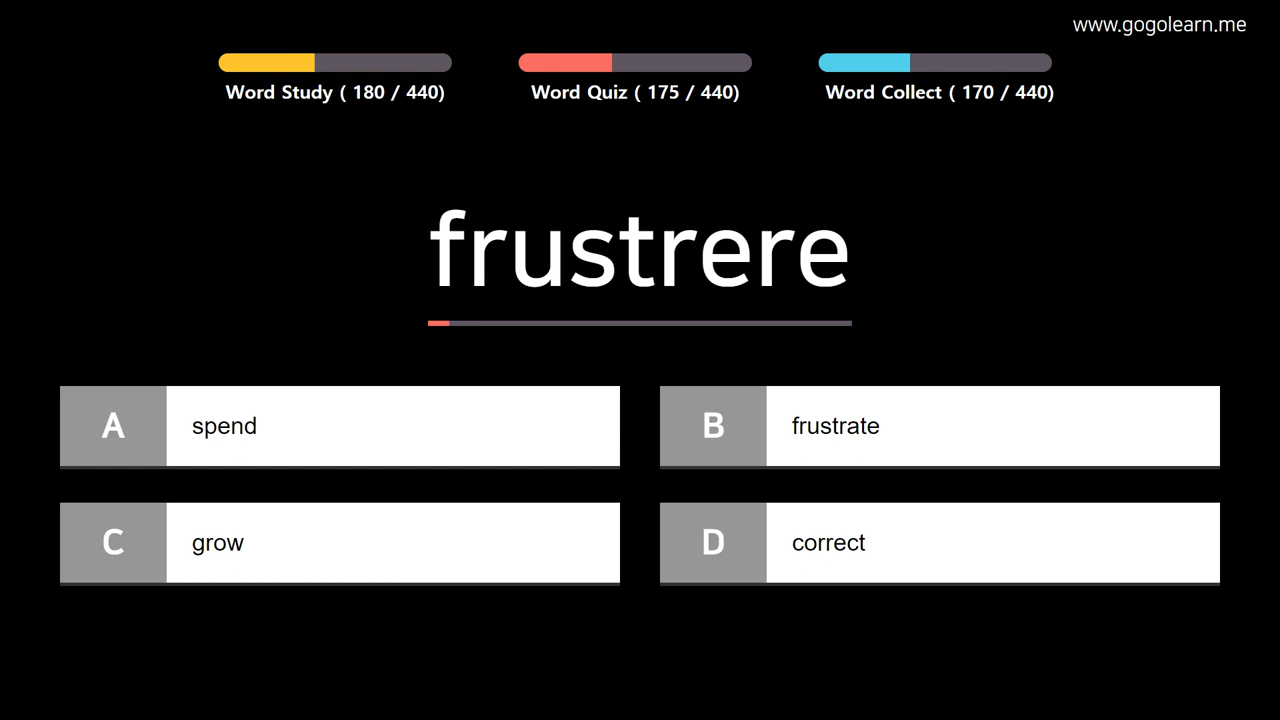 www.gogolearn.me
Word Study ( 180 / 440)
Word Quiz ( 175 / 440)
Word Collect ( 170 / 440)
frustrere
A spend
B frustrate
C grow
D correct